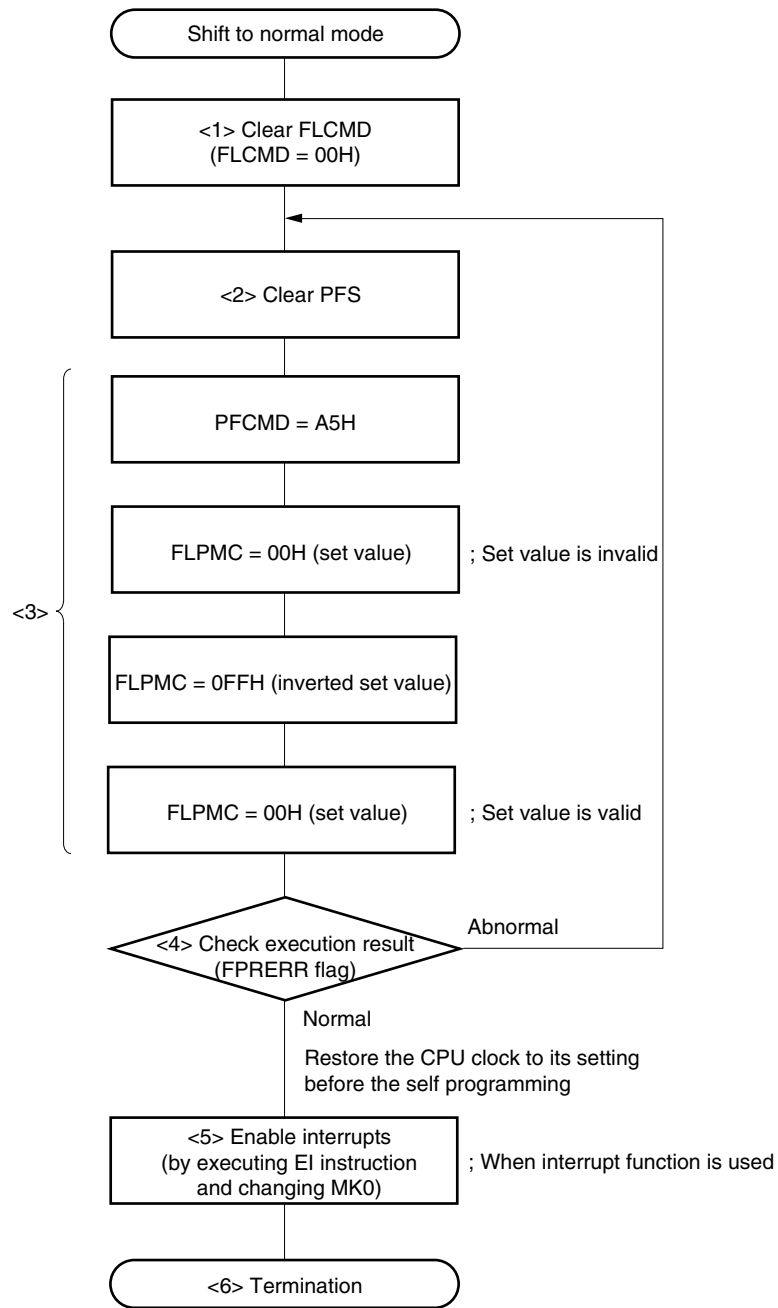 Shift to normal mode
<1> Clear FLCMD
(FLCMD = 00H)
<2> Clear PFS
<3>
PFCMD = A5H
FLPMC = 00H (set value)
; Set value is invalid
FLPMC = 0FFH (inverted set value)
FLPMC = 00H (set value)
; Set value is valid
<4> Check execution result
(FPRERR flag)
Abnormal
Normal
Restore the CPU clock to its setting
before the self programming
<5> Enable interrupts
(by executing EI instruction
and changing MK0)
; When interrupt function is used
<6> Termination